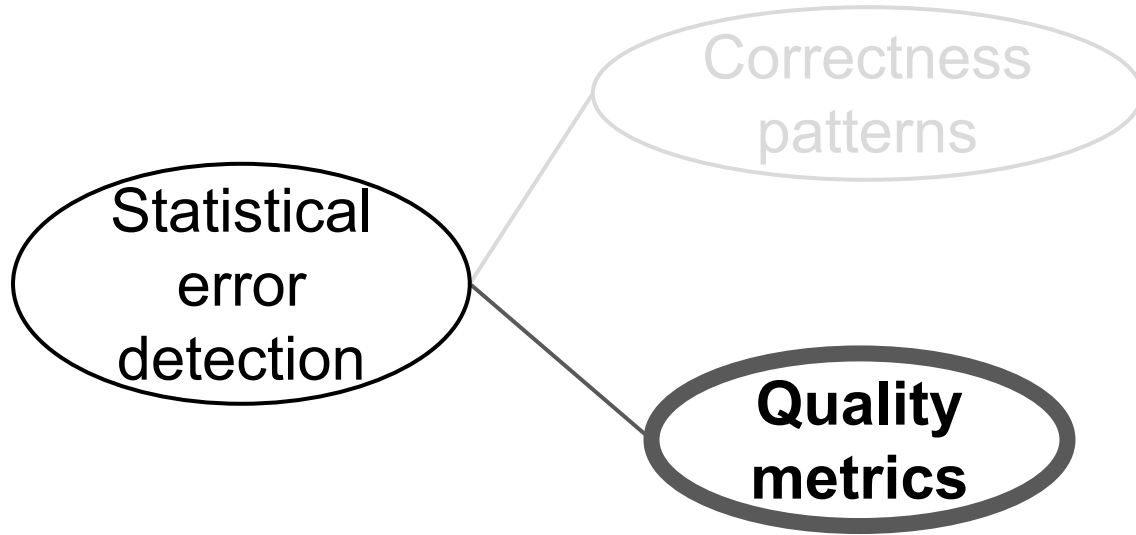 Correctness
patterns
Statistical
error
detection
Quality
metrics